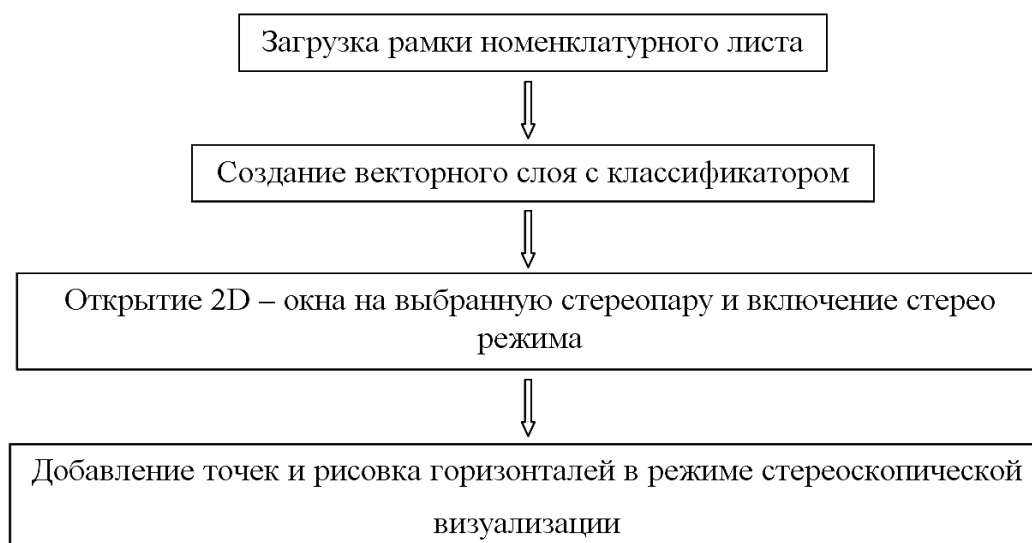 Загрузка рамки номенклатурного листа
Создание векторного слоя с классификатором
Открытие 2D – окна на выбранную стереопару и включение стерео
режима
Добавление точек и рисовка горизонталей в режиме стереоскопической
визуализации